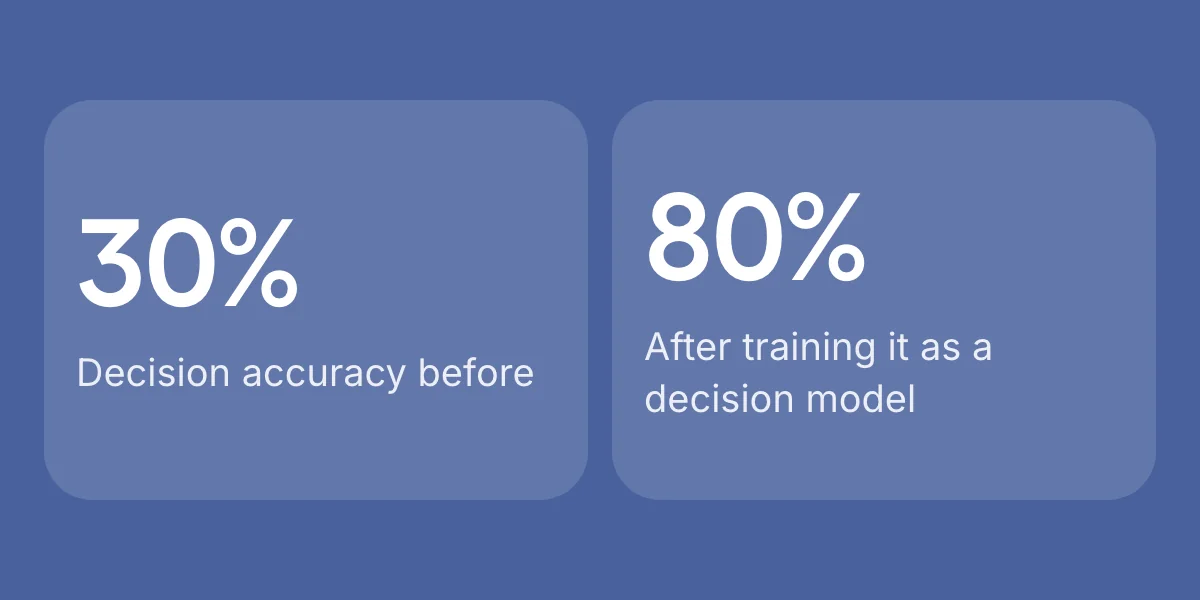 30%
Decision accuracy before
80%
After training it as a
decision model